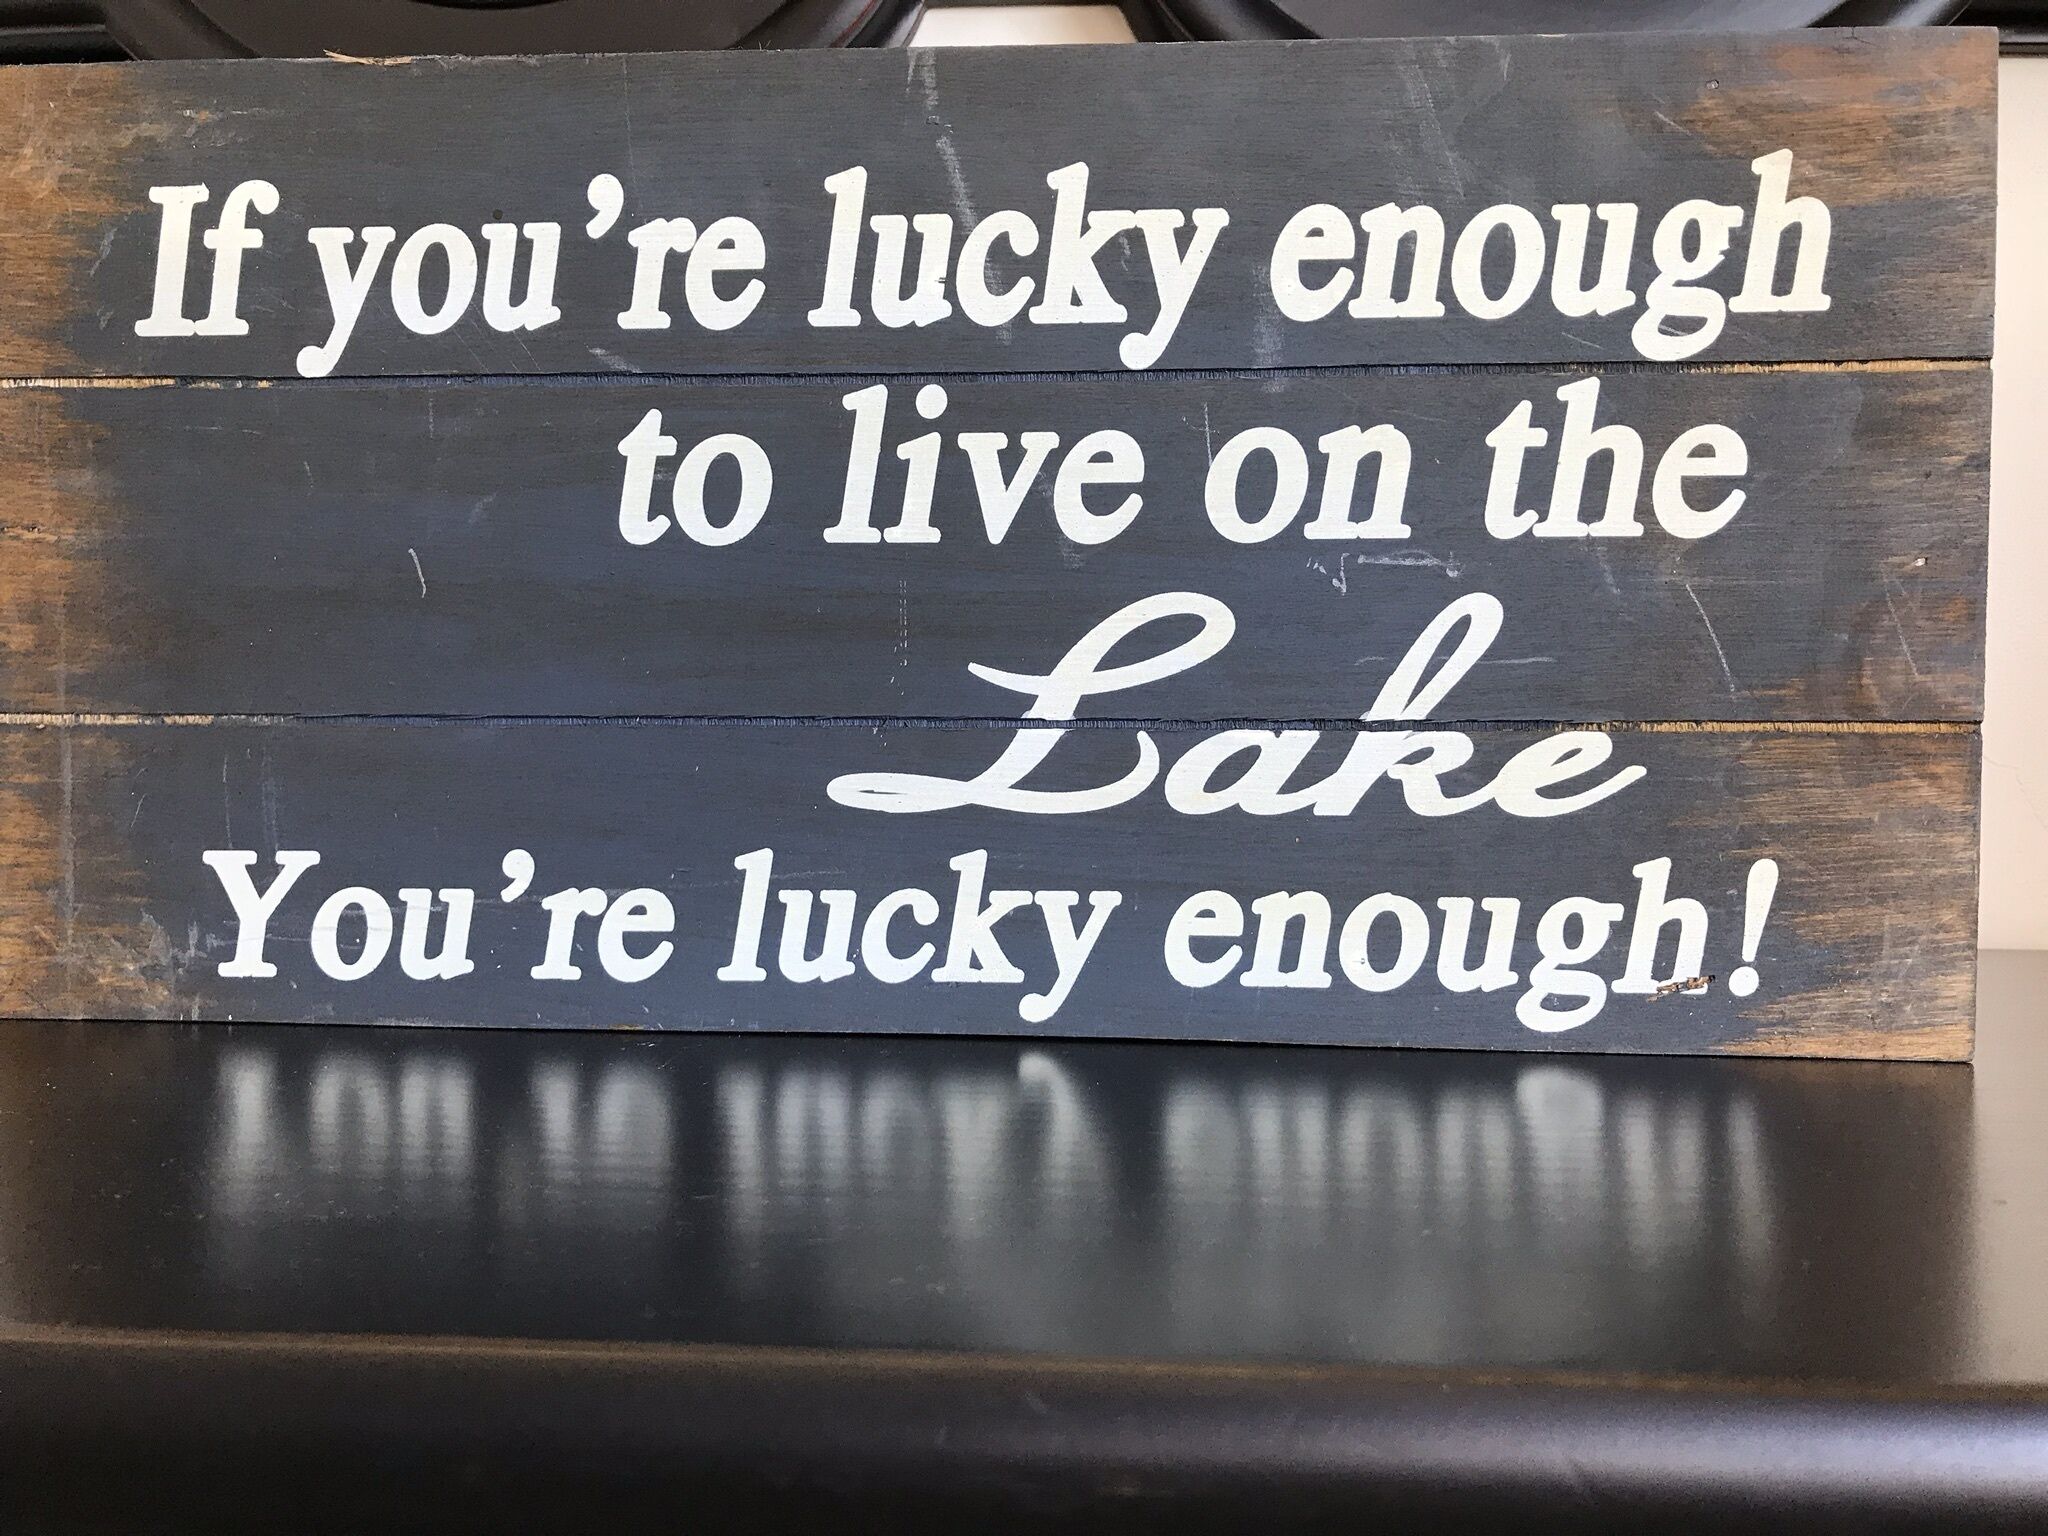 If you’re lucky enough
to live on the
Lake
You’re lucky enough!